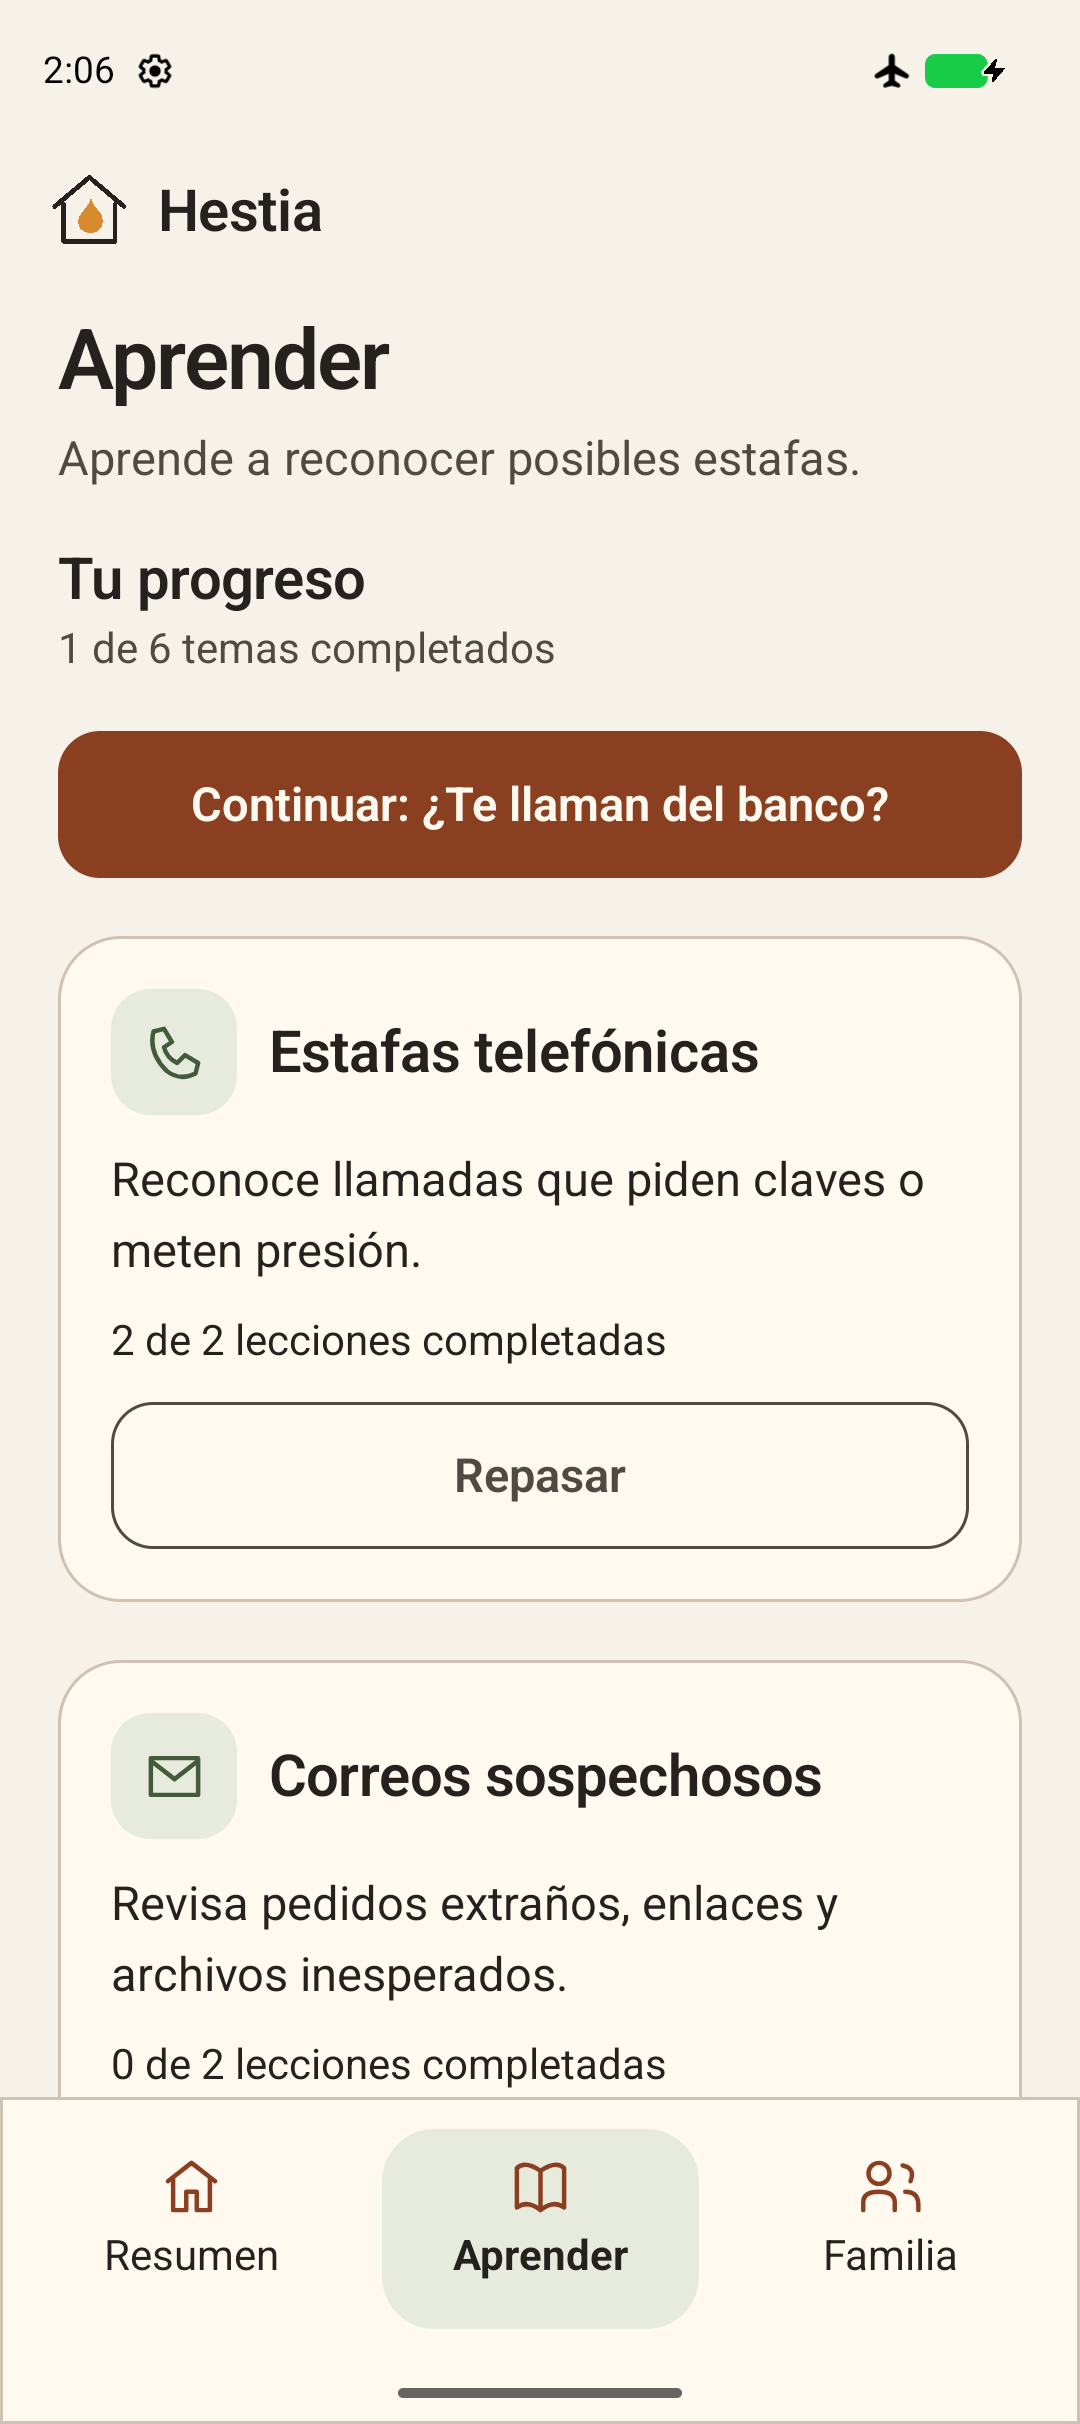 2:06
Hestia
Aprender
Aprende a reconocer posibles estafas.
Tu progreso
1 de 6 temas completados
Continuar: ¿Te llaman del banco?
Estafas telefónicas
Reconoce llamadas que piden claves o
meten presión.
2 de 2 lecciones completadas
Repasar
Correos sospechosos
Revisa pedidos extraños, enlaces y
archivos inesperados.
0 de 2 lecciones completadas
Resumen
Aprender
Familia